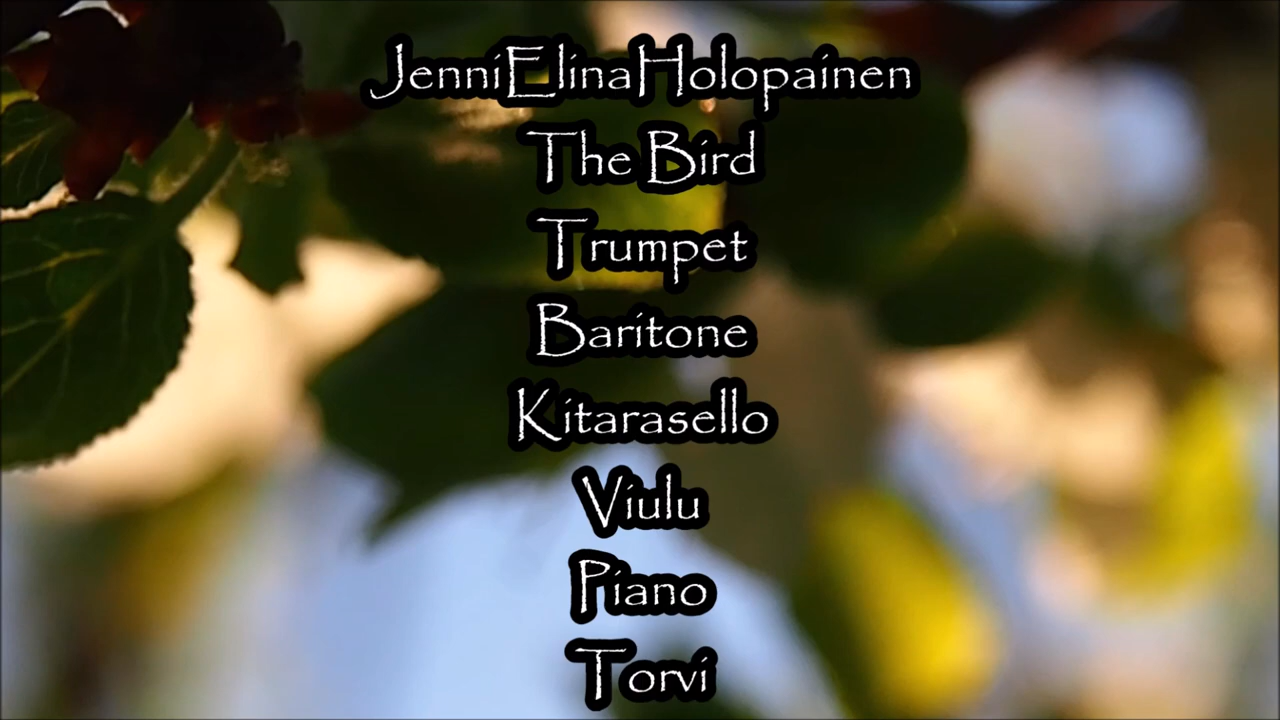 JenniElinaHolopainen
The Bird
Trumpet
Baritone
Kitarasello
Viulu
Piano
Torvi